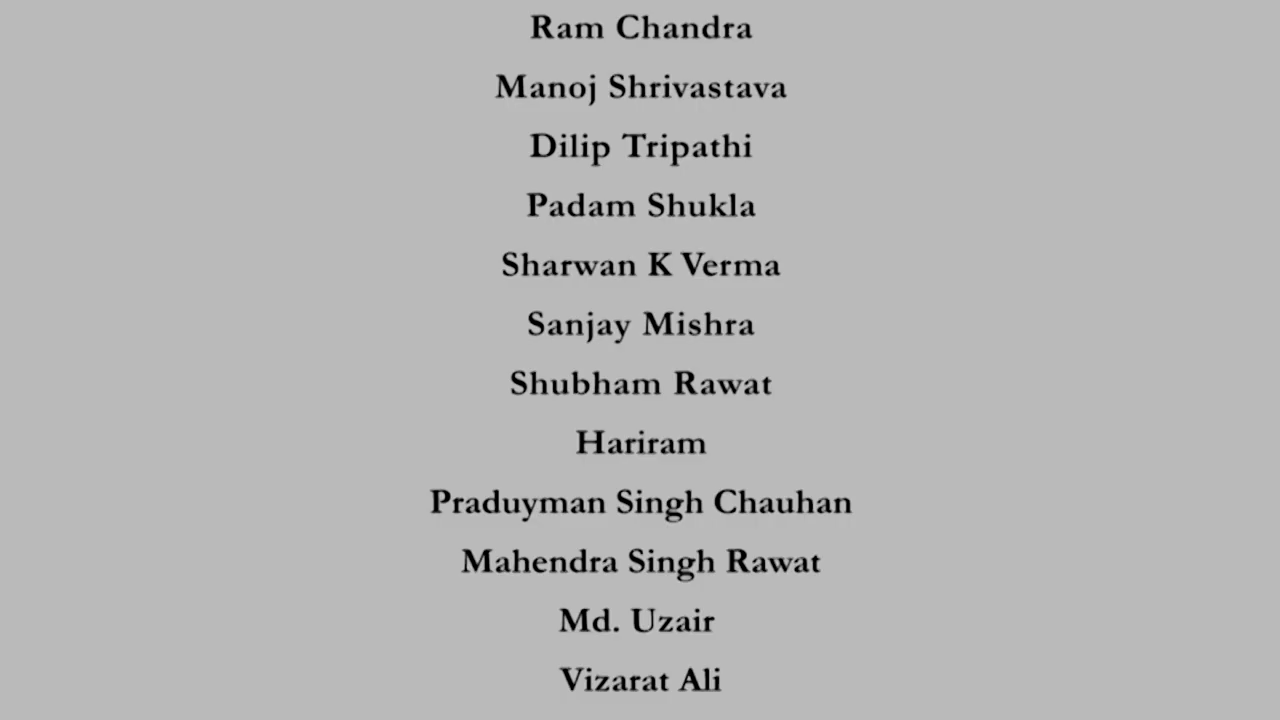 Ram Chandra
Manoj Shrivastava
Dilip Tripathi
Padam Shukla
Sharwan K Verma
Sanjay Mishra
Shubham Rawat
Hariram
Praduyman Singh Chauhan
Mahendra Singh Rawat
Md. Uzair
Vizarat Ali